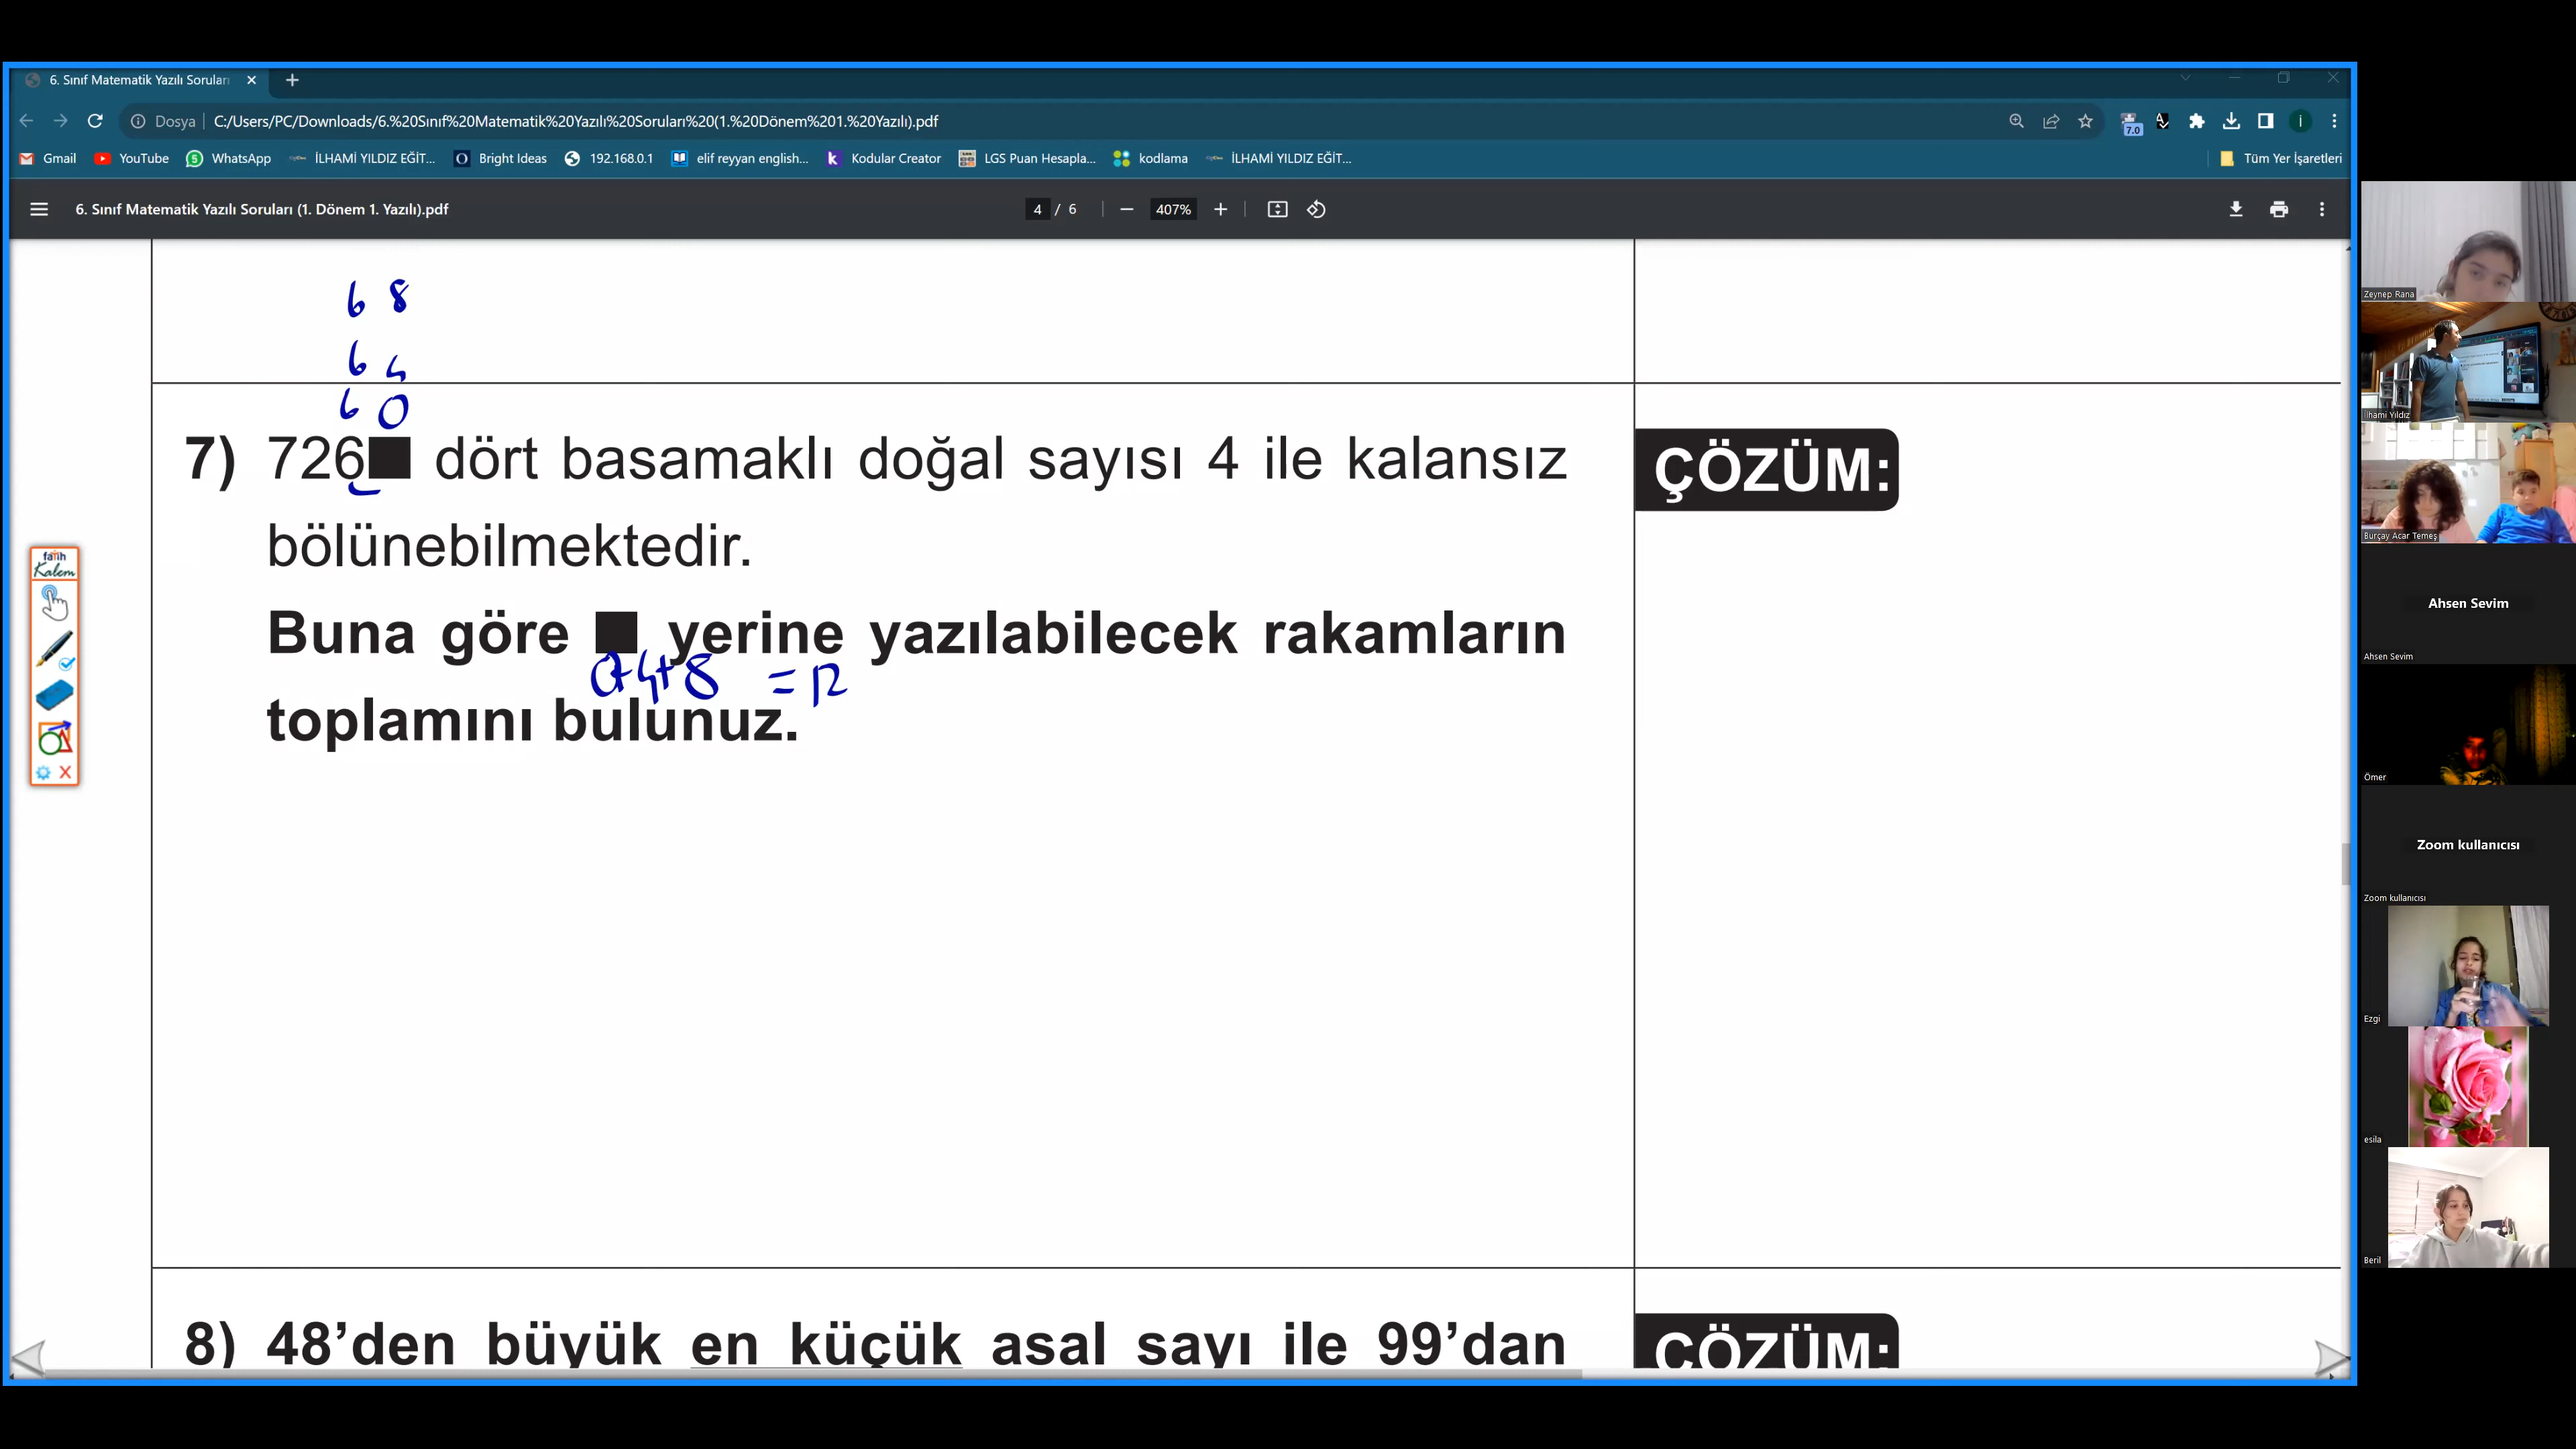 6. Sınıf Matematik Yazılı Soruları
Dosya C:/Users/PC/Downloads/6.%20Sınıf%20Matematik%20Yazılı%20Soruları%20(1.%20Dönem%201.%20Yazılı).pdf
7.0
i
Gmail YouTube WhatsApp İLHAMİ YILDIZ EĞİT... Bright Ideas 192.168.0.1 elif reyyan english... Kodular Creator LGS Puan Hesapla... kodlama İLHAMİ YILDIZ EĞİT... Tüm Yer İşaretleri
6. Sınıf Matematik Yazılı Soruları (1. Dönem 1. Yazılı).pdf 4 / 6 407%
6 8
6 4
6 0
7) 726■ dört basamaklı doğal sayısı 4 ile kalansız
bölünebilmektedir.
Buna göre ■ yerine yazılabilecek rakamların
0+4+8 = 12
toplamını bulunuz.
ÇÖZÜM:
fatih
Kalem
8) 48’den büyük en küçük asal sayı ile 99’dan
ÇÖZÜM:
Zeynep Rana
İlhami Yıldız
Burçay Acar Temeş
Ahsen Sevim
Ahsen Sevim
Ömer
Zoom kullanıcısı
Zoom kullanıcısı
Ezgi
esila
Beril